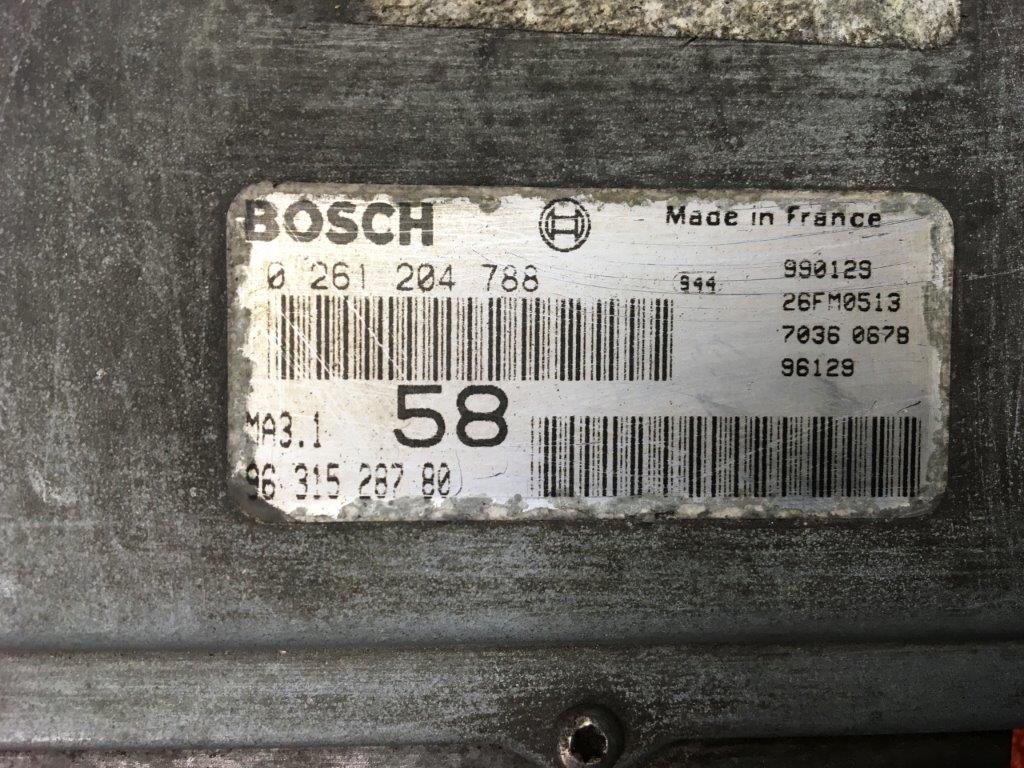 BOSCH
Made in France
0 261 204 788
944
990129
26FM0513
7036 0678
96129
58
MA3.1
96 315 287 80